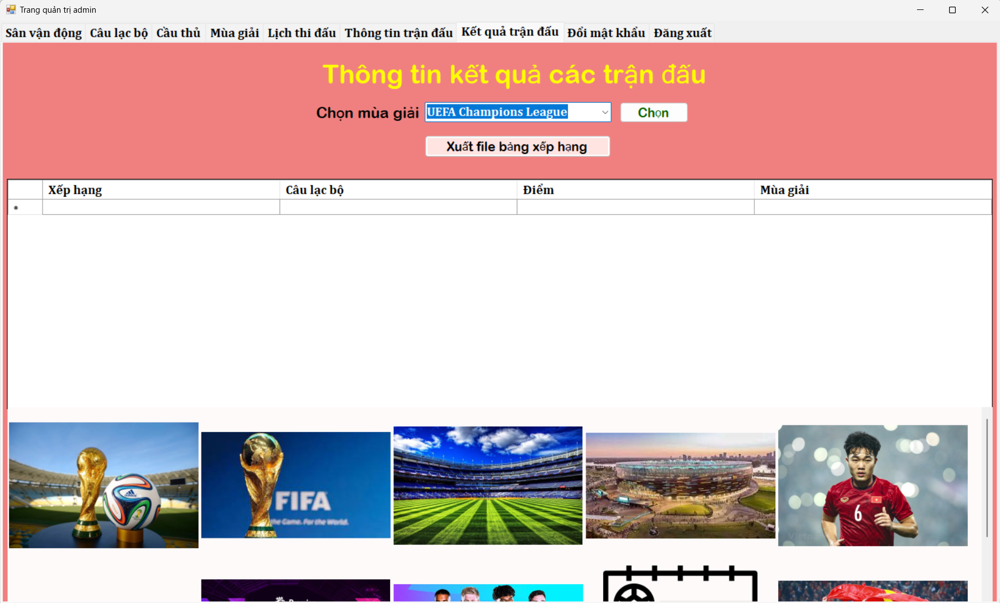 Trang quản trị admin
Sân vận động Câu lạc bộ Cầu thủ Mùa giải Lịch thi đấu Thông tin trận đấu Kết quả trận đấu Đổi mật khẩu Đăng xuất
Thông tin kết quả các trận đấu
Chọn mùa giải UEFA Champions League Chọn
Xuất file bảng xếp hạng
Xếp hạng Câu lạc bộ Điểm Mùa giải
adidas
FIFA
the Game. For the World.
6